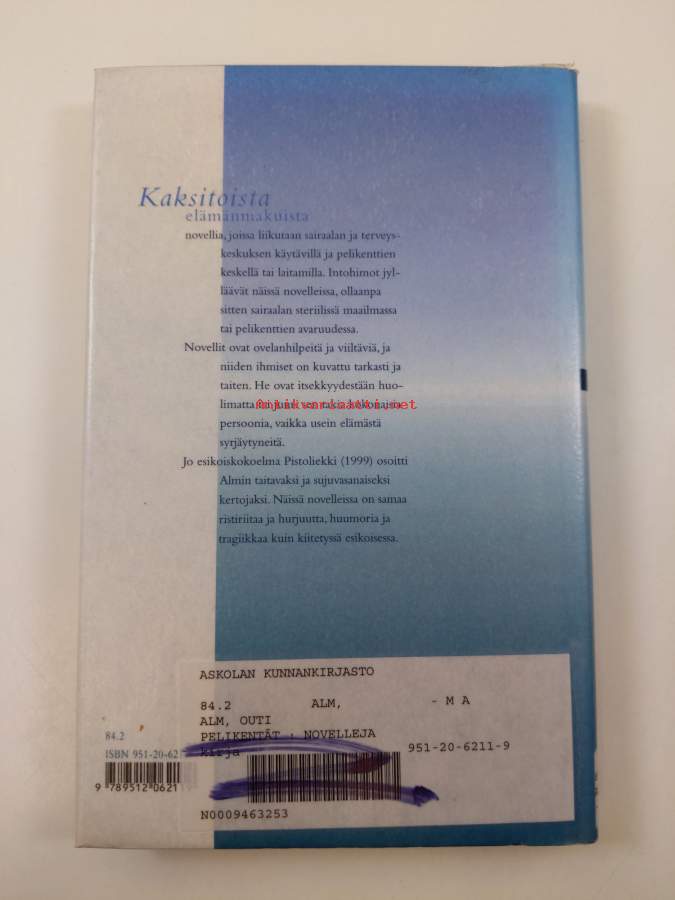 Kaksitoista
elämänmakuista
novellia, joissa liikutaan sairaalan ja terveys-
keskuksen käytävillä ja pelikenttien
keskellä tai laitamilla. Intohimot jyl-
läävät näissä novelleissa, ollaanpa
sitten sairaalan steriilissä maailmassa
tai pelikenttien avaruudessa.
Novellit ovat ovelanhilpeitä ja viiltäviä, ja
niiden ihmiset on kuvattu tarkasti ja
taiten. He ovat itsekkyydestään huo-
limatta
antikvariaatti.net
persoonia, vaikka usein elämästä
syrjäytyneitä.
Jo esikoiskokoelma Pistoliekki (1999) osoitti
Almin taitavaksi ja sujuvasanaiseksi
kertojaksi. Näissä novelleissa on samaa
ristiriitaa ja hurjuutta, huumoria ja
tragiikkaa kuin kiitetyssä esikoisessa.
ASKOLAN KUNNANKIRJASTO
84.2 ALM, - M A
ALM, OUTI
PELIKENTÄT : NOVELLEJA
Kirja 951-20-6211-9
N0009463253
84.2
ISBN 951-20-62
9 789512 0621